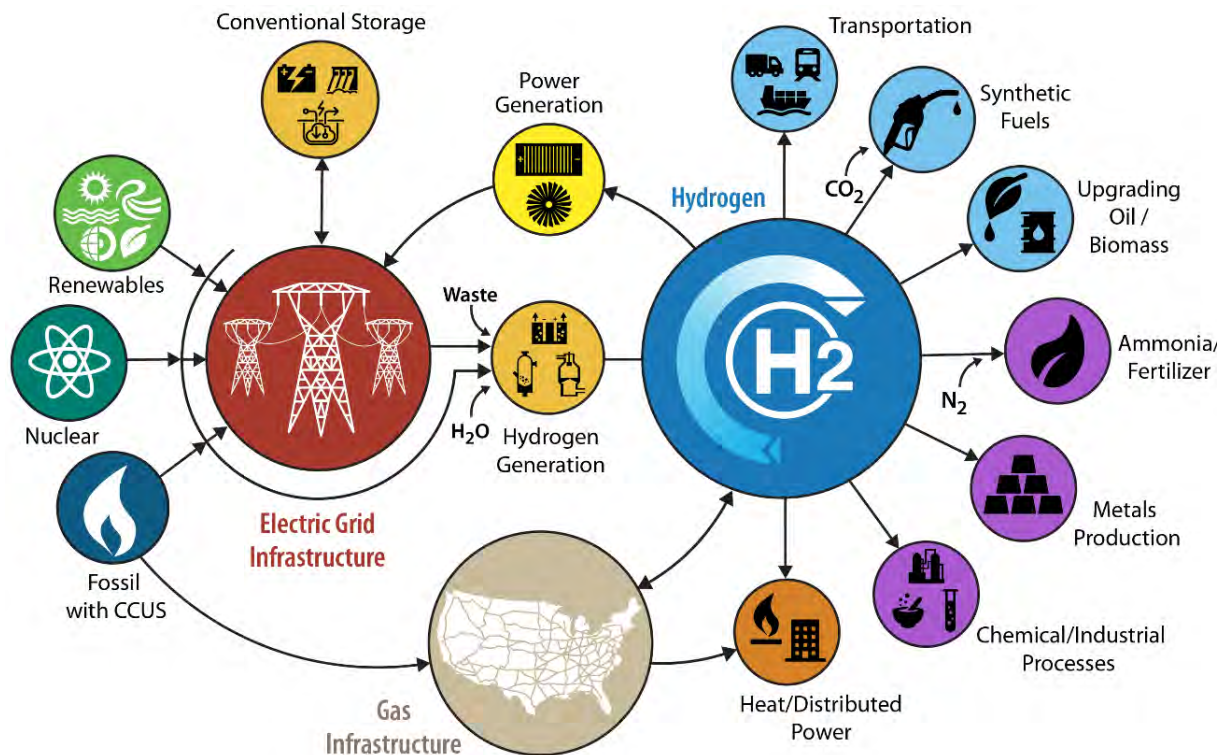 Conventional Storage
Transportation
Power
Generation
Synthetic
Fuels
CO2
Hydrogen
Upgrading
Oil /
Biomass
Renewables
Waste
H2
Ammonia/
Fertilizer
N2
Nuclear
H2O
Hydrogen
Generation
Electric Grid
Infrastructure
Metals
Production
Fossil
with CCUS
Chemical/Industrial
Processes
Gas
Infrastructure
Heat/Distributed
Power